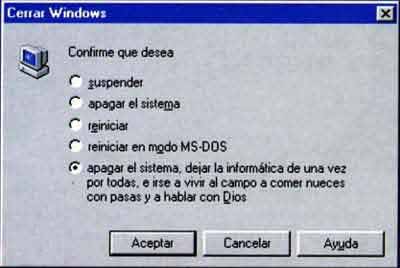 Cerrar Windows
Confirme que desea
suspender
apagar el sistema
reiniciar
reiniciar en modo MS-DOS
apagar el sistema, dejar la informática de una vez
por todas, e irse a vivir al campo a comer nueces
con pasas y a hablar con Dios
Aceptar
Cancelar
Ayuda